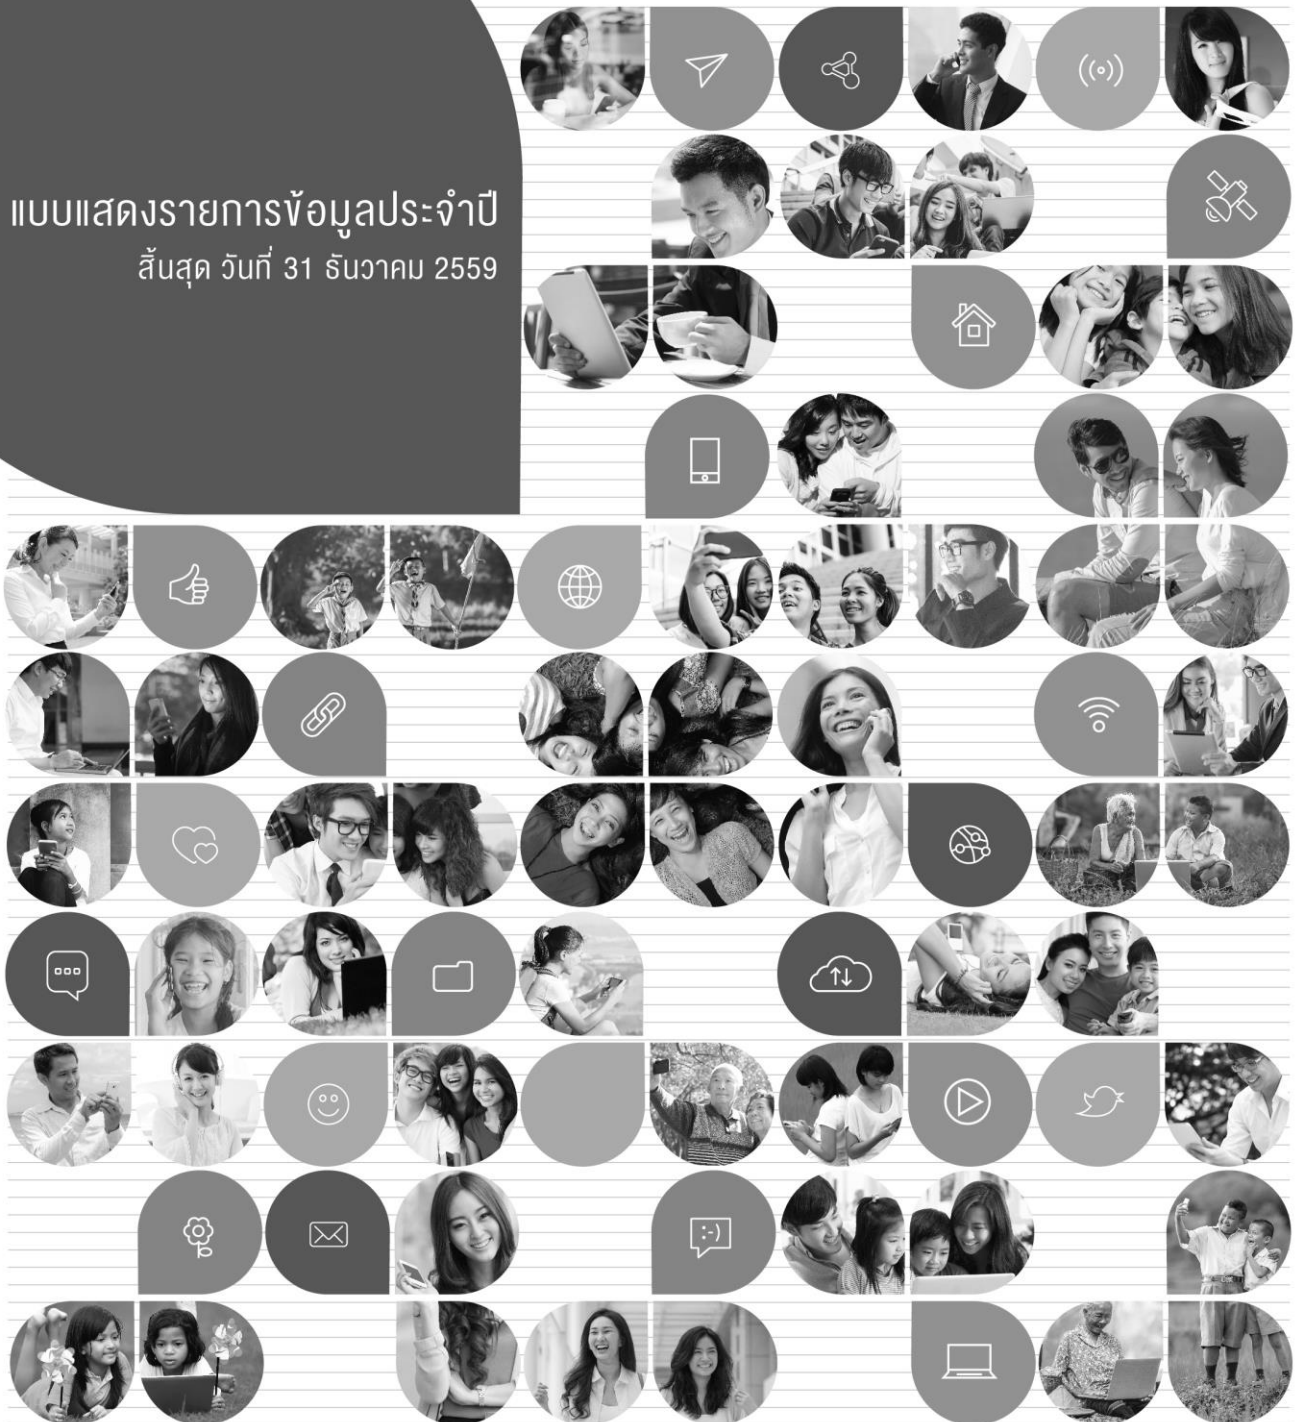 แบบแสดงรายการข้อมูลประจำปี
สิ้นสุด วันที่ 31 ธันวาคม 2559
:-)